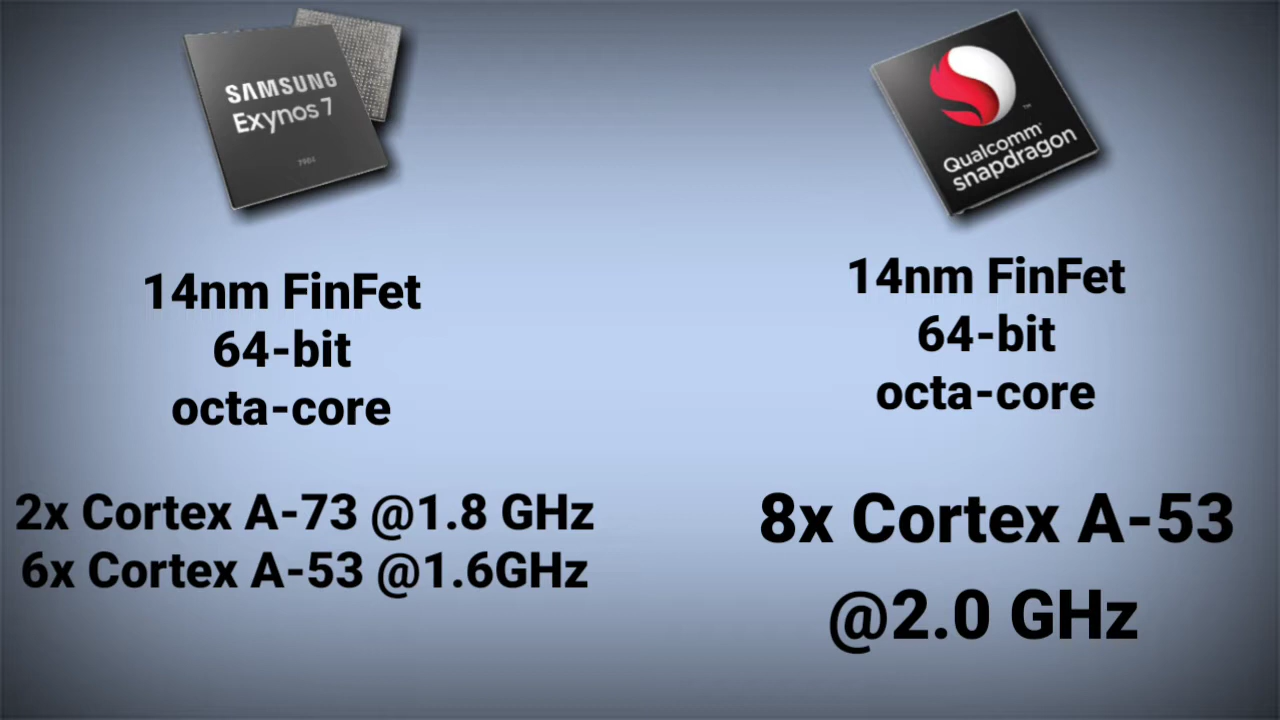 SAMSUNG
Exynos 7
7904
Qualcomm
snapdragon
14nm FinFet
64-bit
octa-core
2x Cortex A-73 @1.8 GHz
6x Cortex A-53 @1.6GHz
14nm FinFet
64-bit
octa-core
8x Cortex A-53
@2.0 GHz